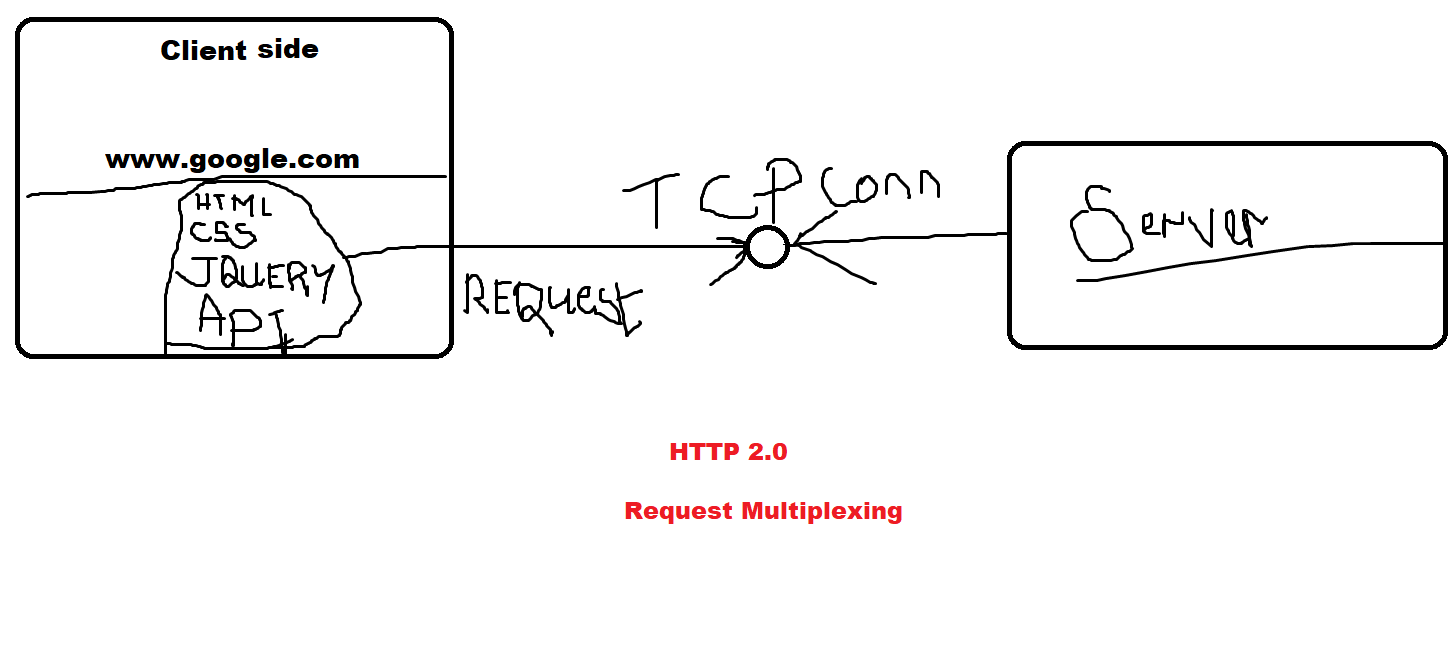 Client side
www.google.com
HTML
CSS
JQUERY
API
REQuest
TCP Conn
Server
HTTP 2.0
Request Multiplexing